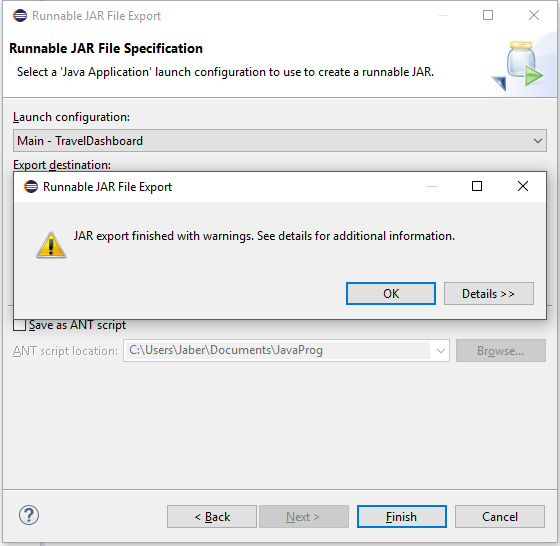 Runnable JAR File Export
Runnable JAR File Specification
Select a 'Java Application' launch configuration to use to create a runnable JAR.
Launch configuration:
Main - TravelDashboard
Export destination:
Runnable JAR File Export
JAR export finished with warnings. See details for additional information.
OK
Details >>
Save as ANT script
ANT script location:
C:\Users\Jaber\Documents\JavaProg
Browse...
?
< Back
Next >
Finish
Cancel